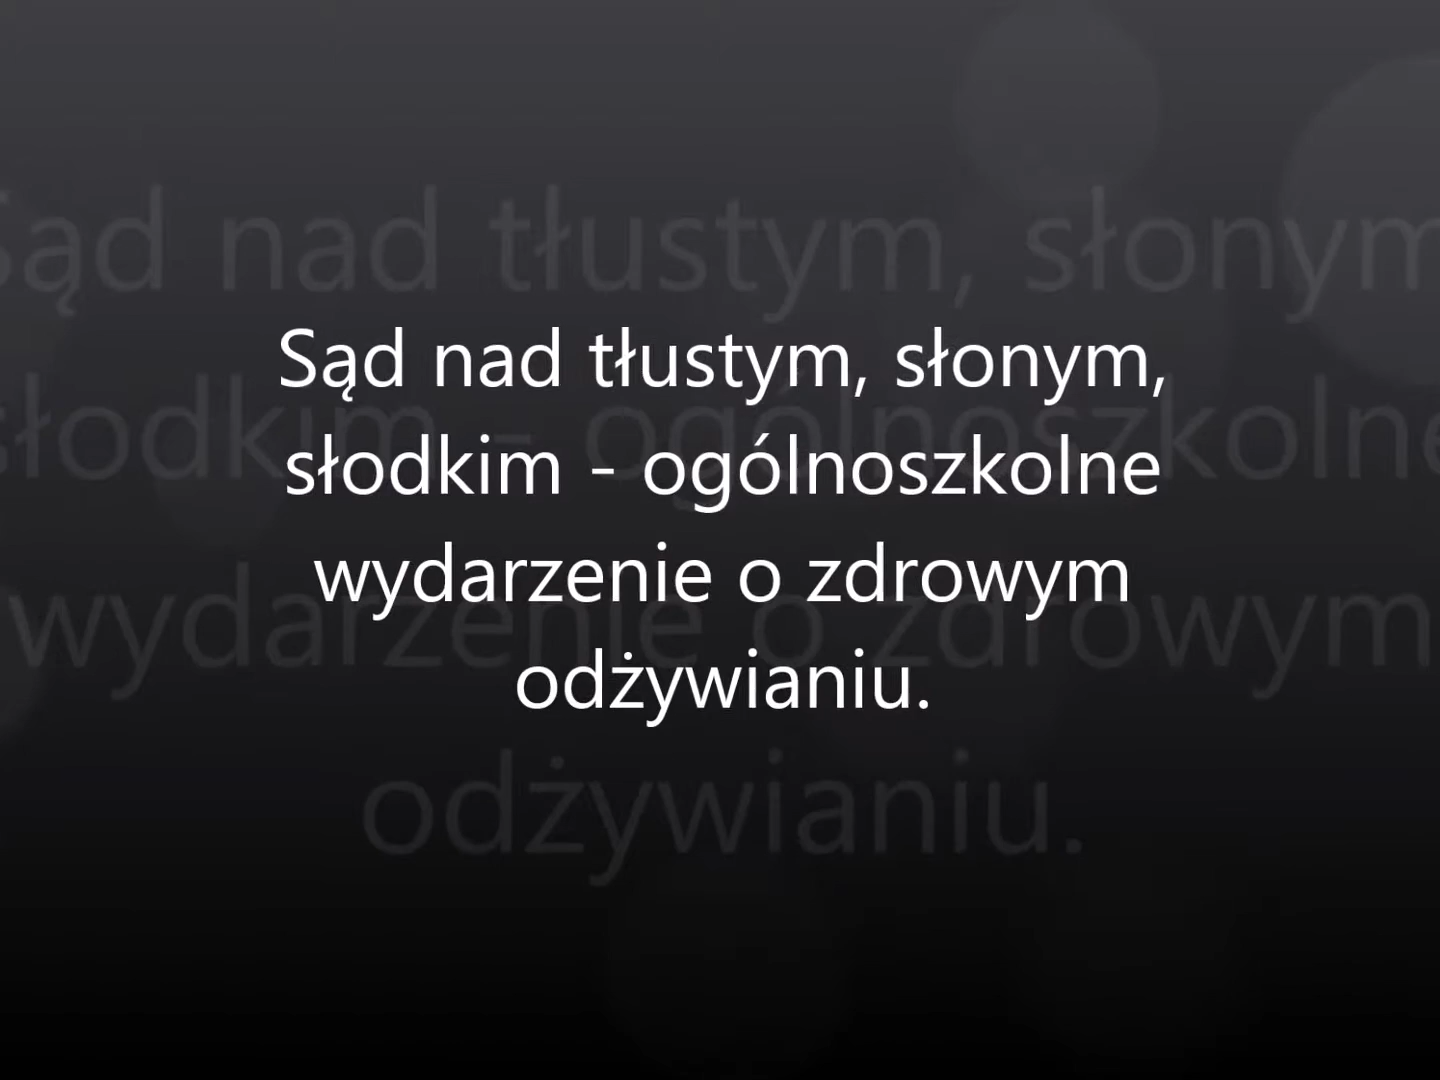 Sąd nad tłustym, słonym,
słodkim - ogólnoszkolne
wydarzenie o zdrowym
odżywianiu.